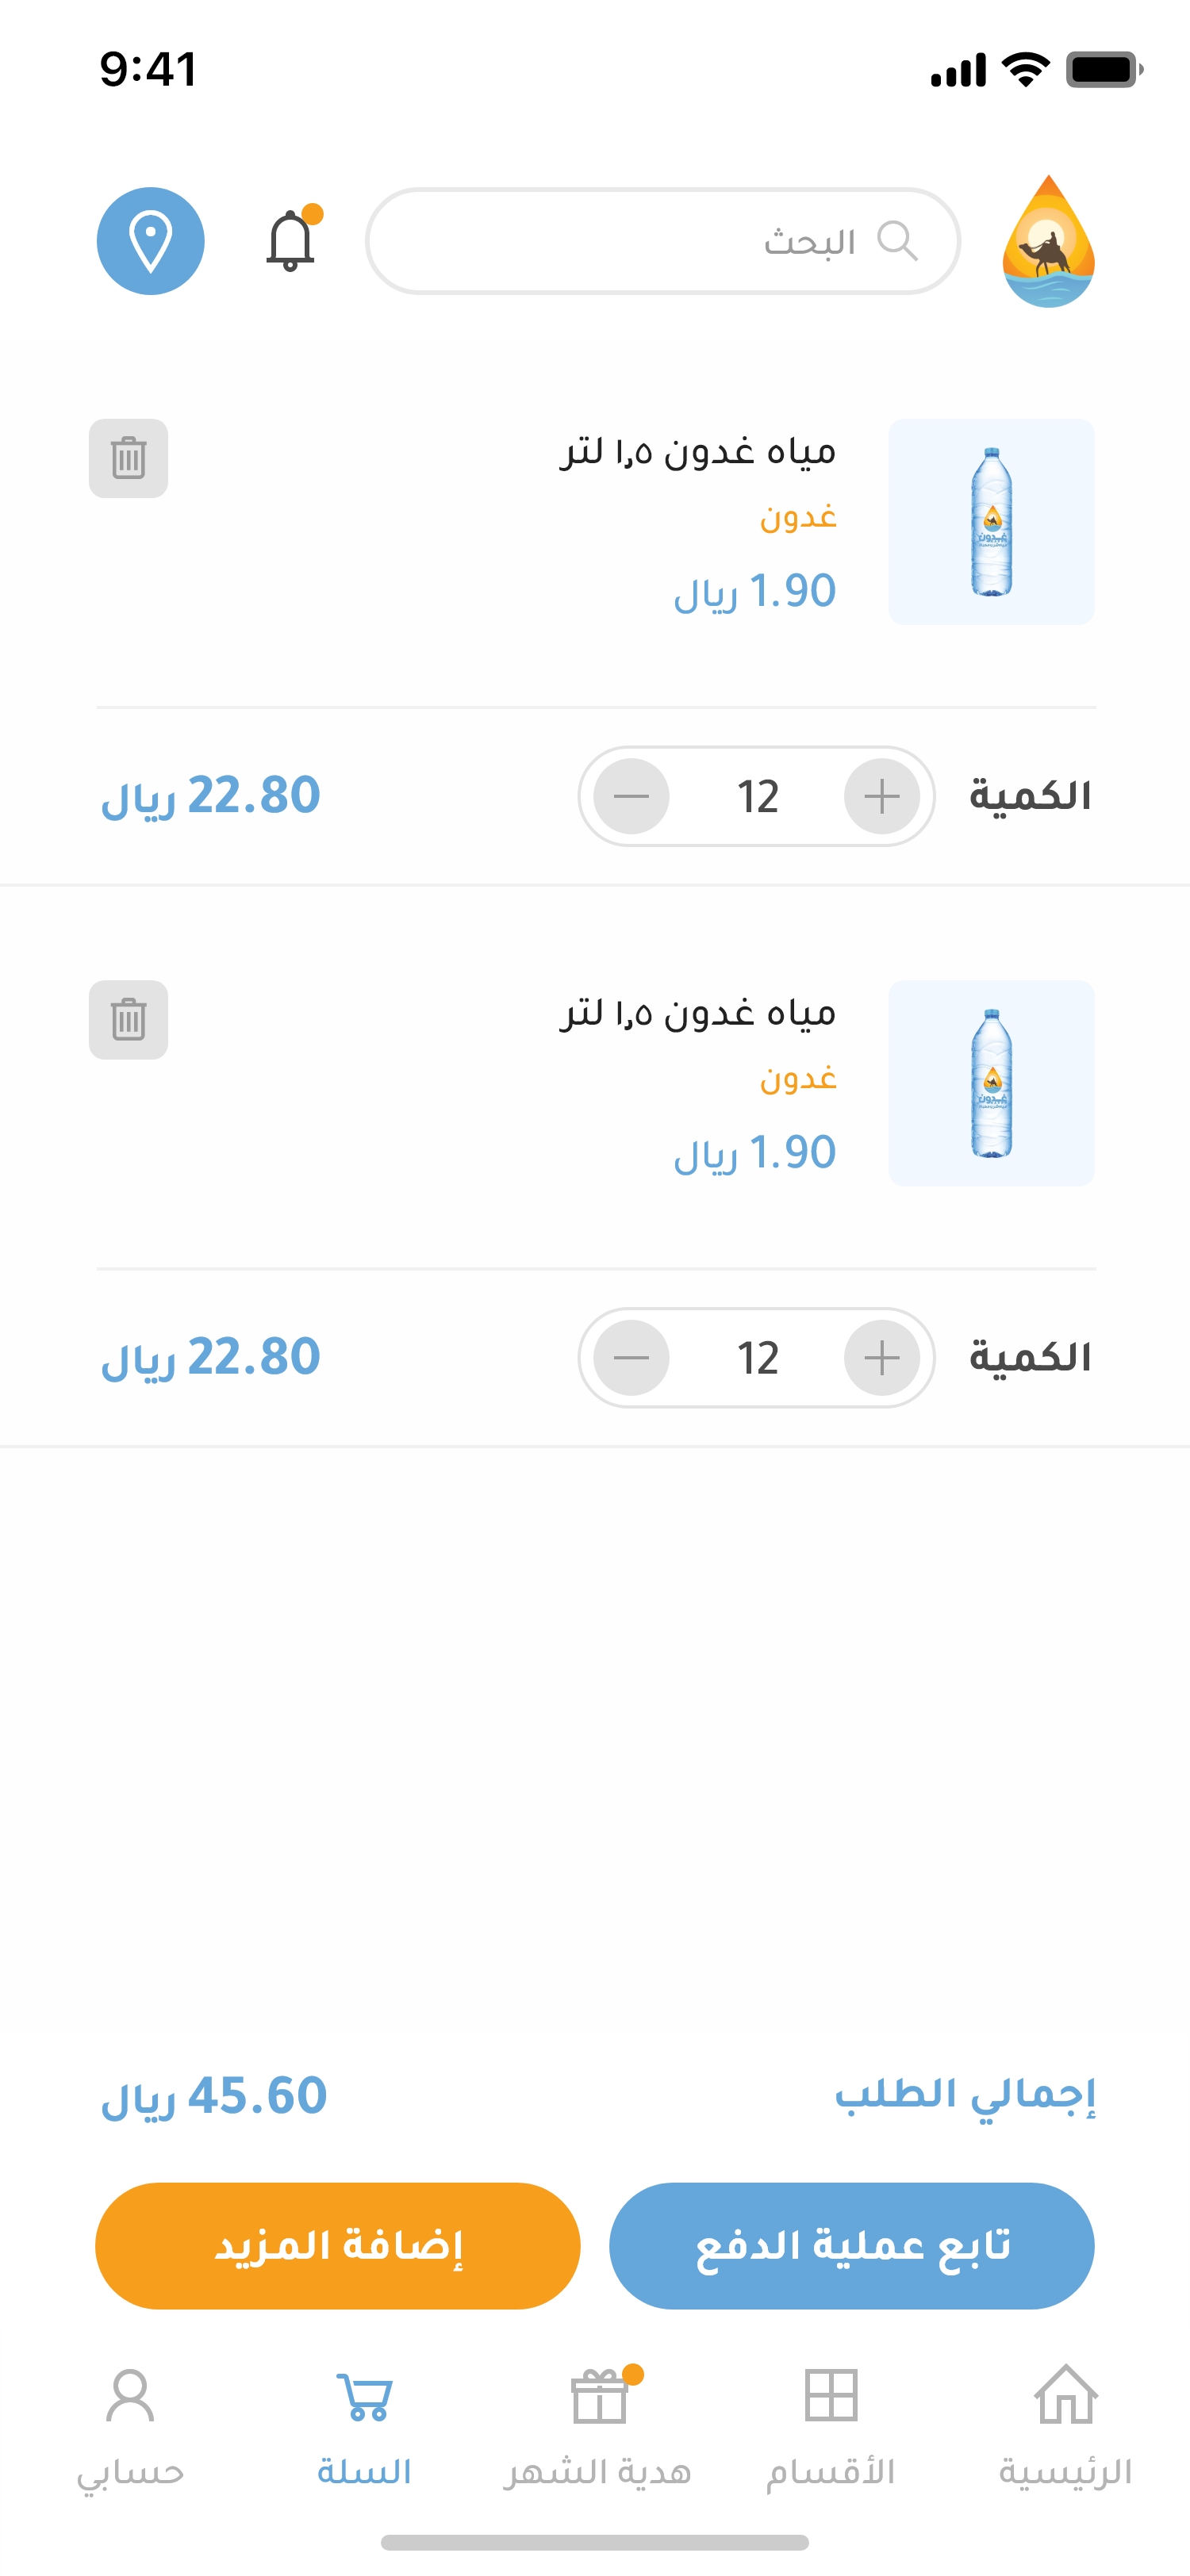 9:41
البحث
مياه غدون ١٫٥ لتر
غدون
1.90 ريال
غدون
الكمية 12 22.80 ريال
مياه غدون ١٫٥ لتر
غدون
1.90 ريال
غدون
الكمية 12 22.80 ريال
إجمالي الطلب 45.60 ريال
تابع عملية الدفع إضافة المزيد
الرئيسية الأقسام هدية الشهر السلة حسابي